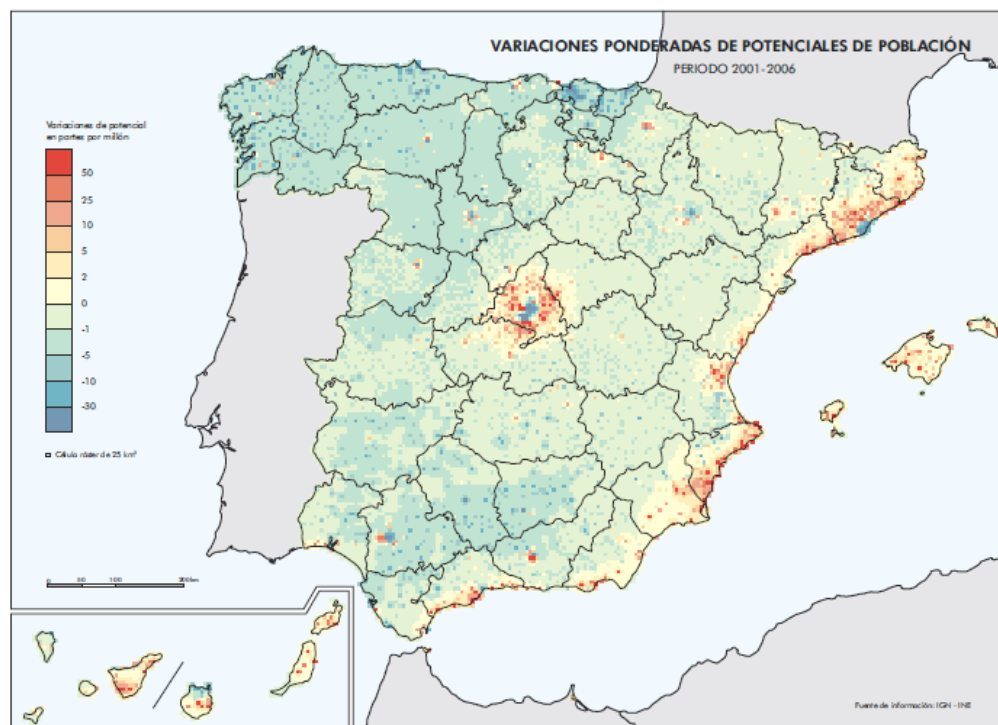 VARIACIONES PONDERADAS DE POTENCIALES DE POBLACIÓN
PERIODO 2001-2006
Variaciones de potencial
en partes por millón
50
25
10
5
2
0
-1
-5
-10
-30
Célula ráster de 25 km²
0 50 100 200 km
Fuente de información: IGN - INE